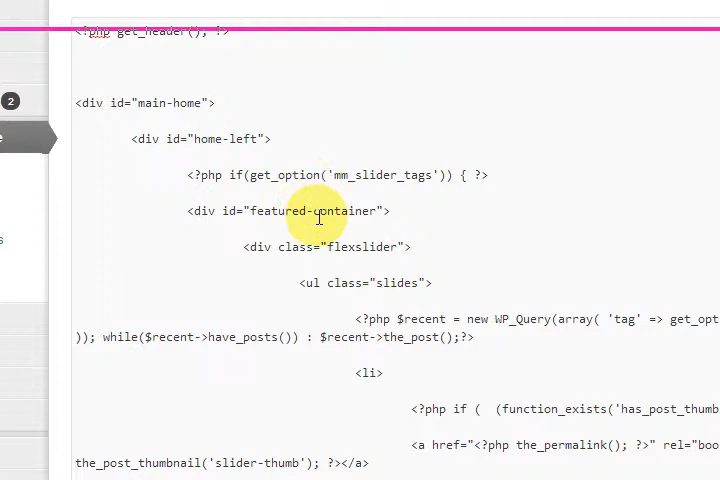 <?php get_header(); ?>
<div id="main-home">
2
e
<div id="home-left">
<?php if(get_option('mm_slider_tags')) { ?>
<div id="featured-container">
s
<div class="flexslider">
<ul class="slides">
<?php $recent = new WP_Query(array( 'tag' => get_opt
)); while($recent->have_posts()) : $recent->the_post();?>
<li>
<?php if (  (function_exists('has_post_thumb
<a href="<?php the_permalink(); ?>" rel="boo
the_post_thumbnail('slider-thumb'); ?></a>